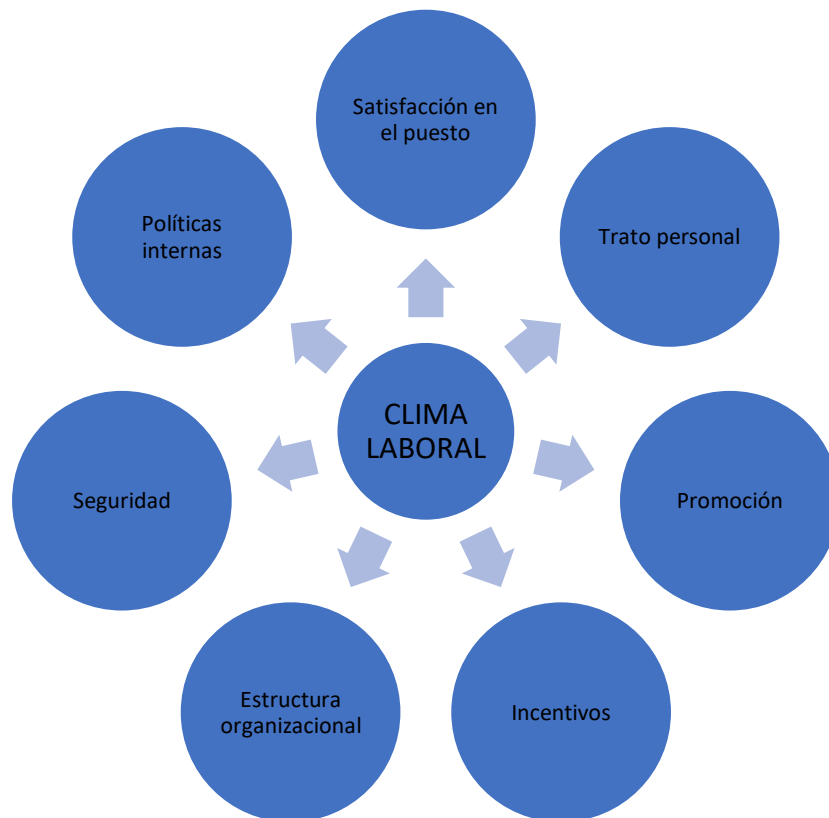 Satisfacción en
el puesto
Políticas
internas
Trato personal
CLIMA
LABORAL
Seguridad
Promoción
Estructura
organizacional
Incentivos